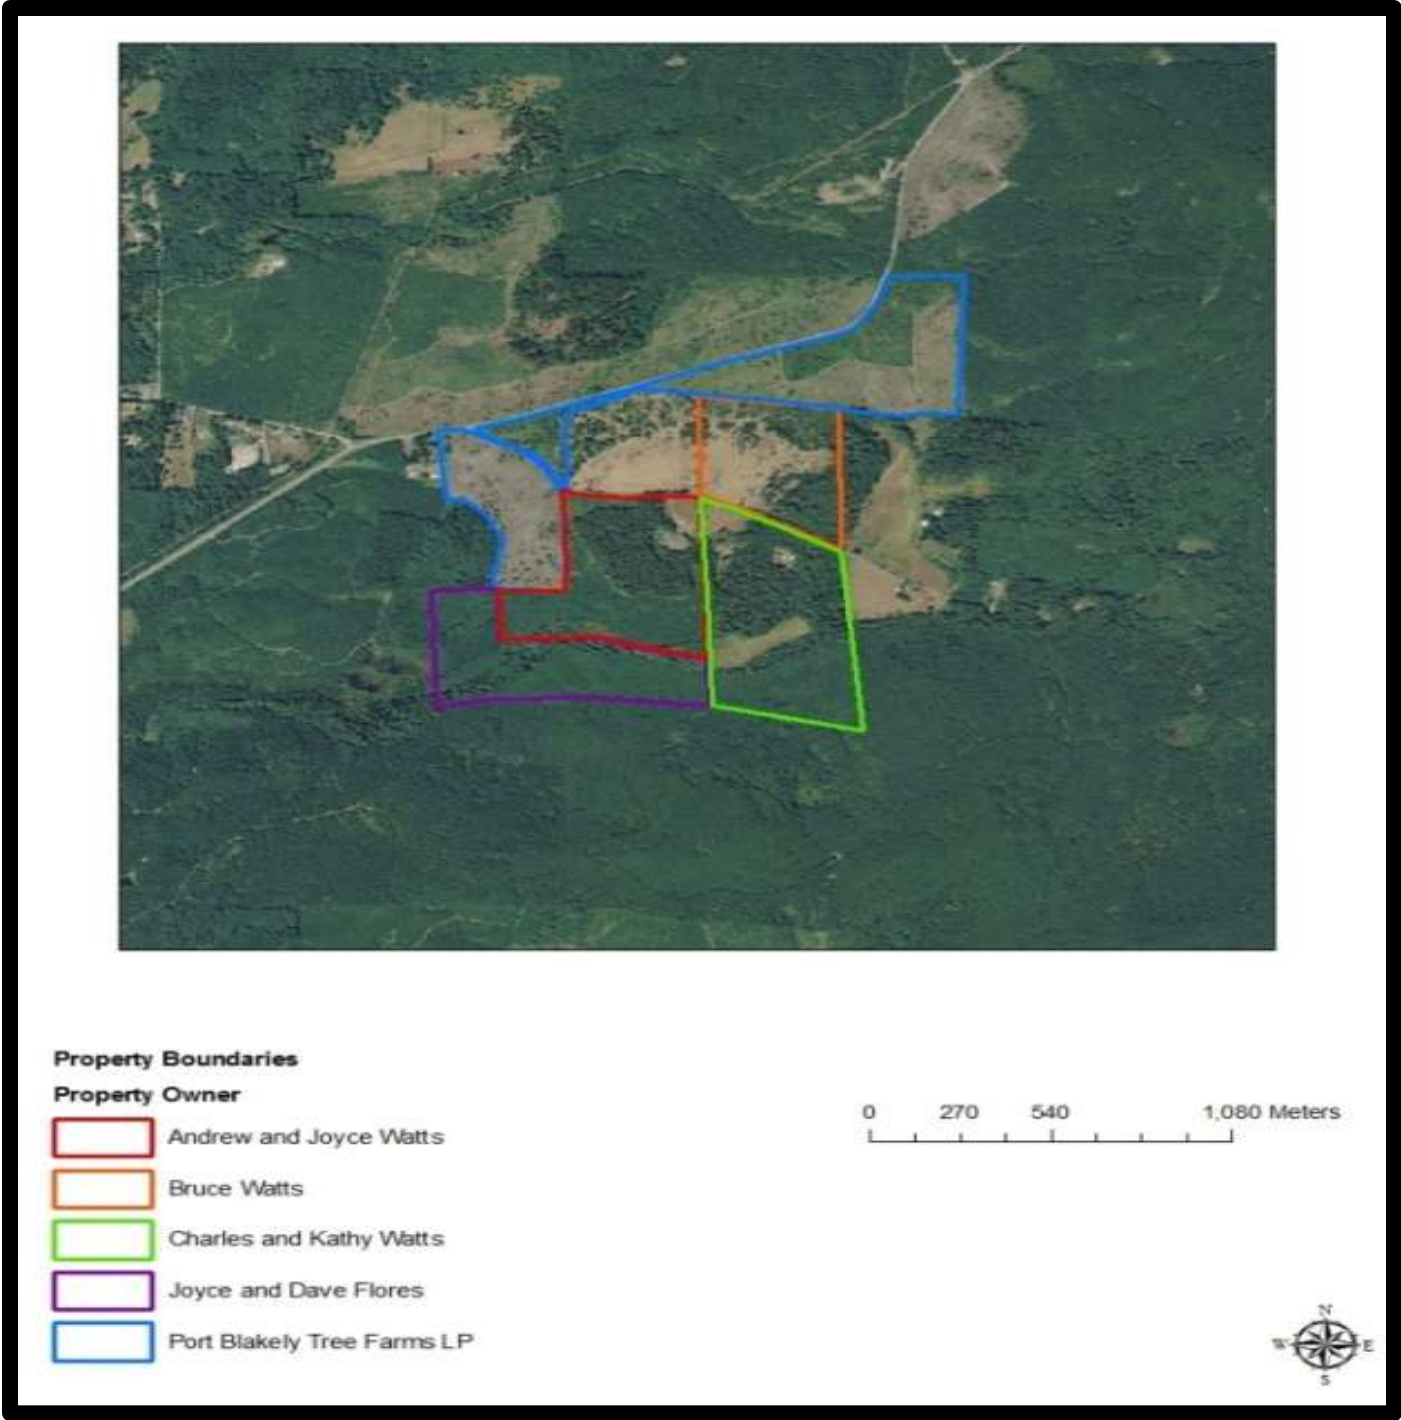 Property Boundaries
Property Owner
Andrew and Joyce Watts
Bruce Watts
Charles and Kathy Watts
Joyce and Dave Flores
Port Blakely Tree Farms LP
0 270 540 1,080 Meters
N
W E
S